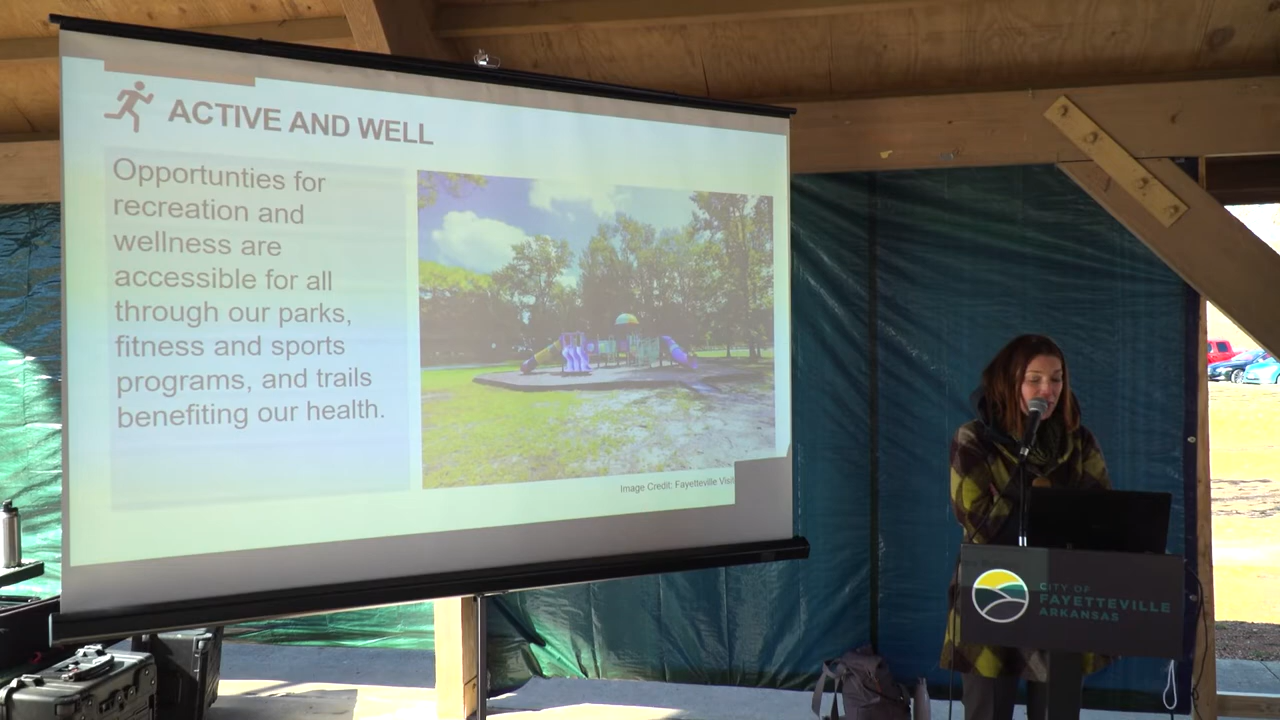 ACTIVE AND WELL
Opportunties for
recreation and
wellness are
accessible for all
through our parks,
fitness and sports
programs, and trails
benefiting our health.
Image Credit: Fayetteville
CITY OF
FAYETTEVILLE
ARKANSAS